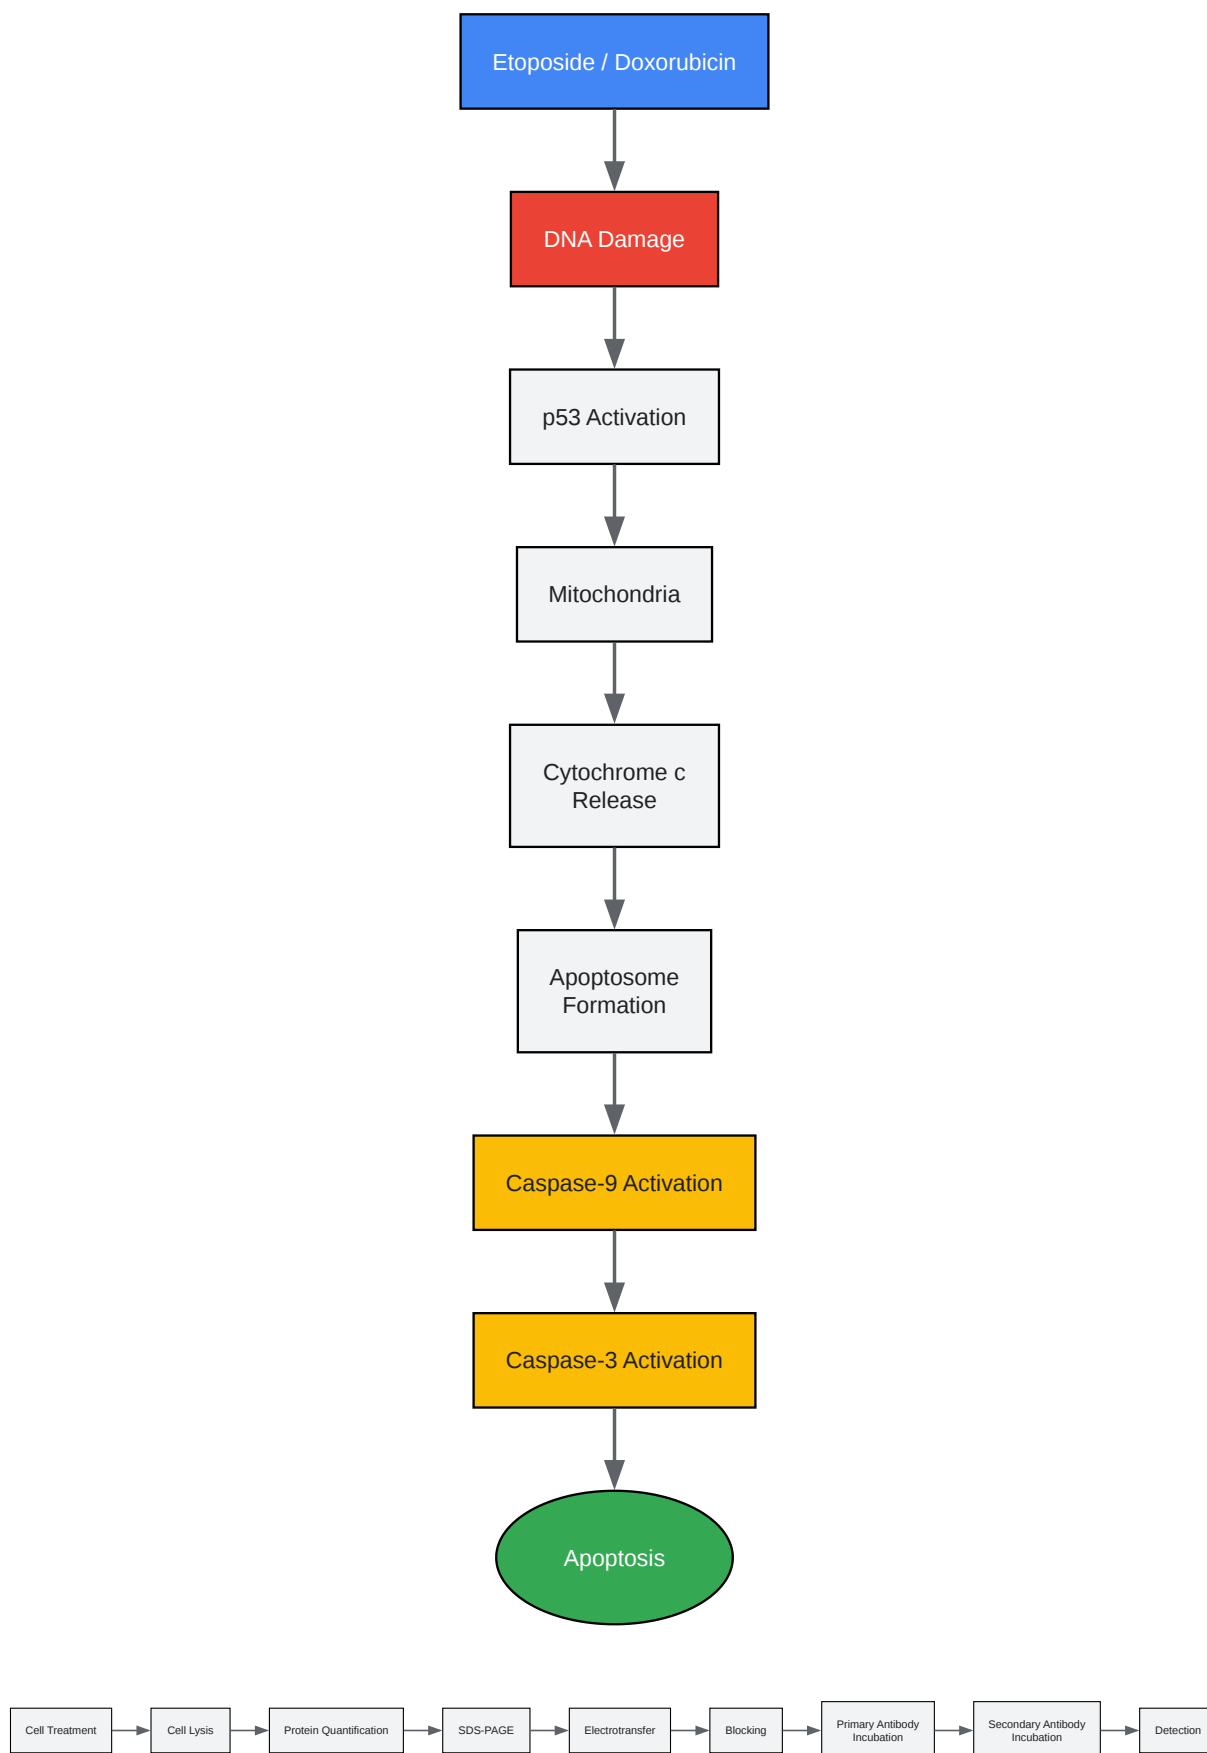 Etoposide / Doxorubicin
DNA Damage
p53 Activation
Mitochondria
Cytochrome c
Release
Apoptosome
Formation
Caspase-9 Activation
Caspase-3 Activation
Apoptosis
Cell Treatment
Cell Lysis
Protein Quantification
SDS-PAGE
Electrotransfer
Blocking
Primary Antibody
Incubation
Secondary Antibody
Incubation
Detection